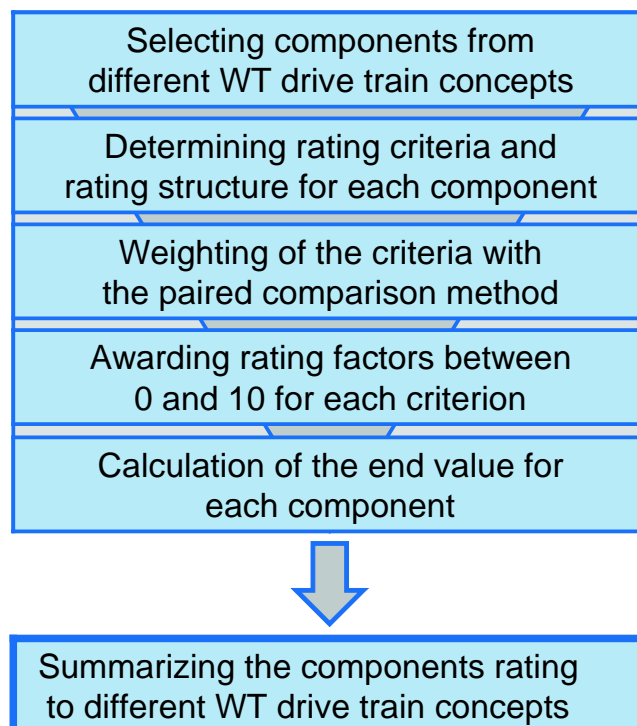 Selecting components from
different WT drive train concepts
Determining rating criteria and
rating structure for each component
Weighting of the criteria with
the paired comparison method
Awarding rating factors between
0 and 10 for each criterion
Calculation of the end value for
each component
Summarizing the components rating
to different WT drive train concepts